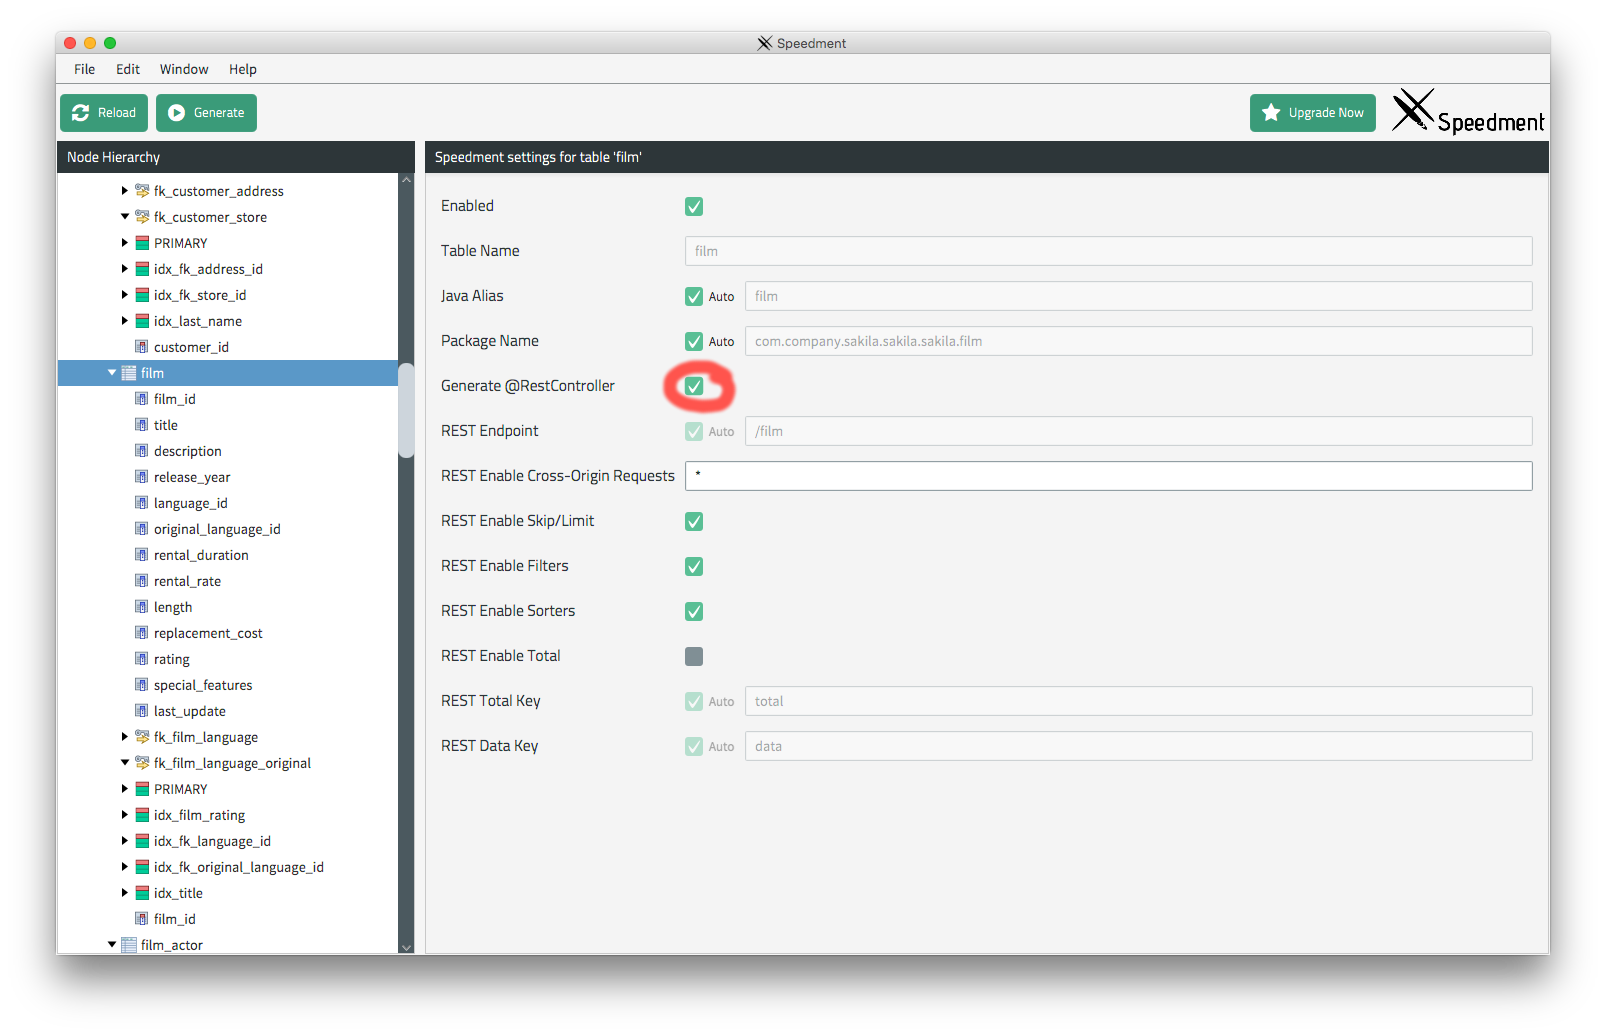 Speedment
File Edit Window Help
Reload Generate Upgrade Now Speedment
Node Hierarchy
fk_customer_address
fk_customer_store
PRIMARY
idx_fk_address_id
idx_fk_store_id
idx_last_name
customer_id
film
film_id
title
description
release_year
language_id
original_language_id
rental_duration
rental_rate
length
replacement_cost
rating
special_features
last_update
fk_film_language
fk_film_language_original
PRIMARY
idx_film_rating
idx_fk_language_id
idx_fk_original_language_id
idx_title
film_id
film_actor
Speedment settings for table 'film'
Enabled
Table Name film
Java Alias Auto film
Package Name Auto com.company.sakila.sakila.sakila.film
Generate @RestController
REST Endpoint Auto /film
REST Enable Cross-Origin Requests *
REST Enable Skip/Limit
REST Enable Filters
REST Enable Sorters
REST Enable Total
REST Total Key Auto total
REST Data Key Auto data